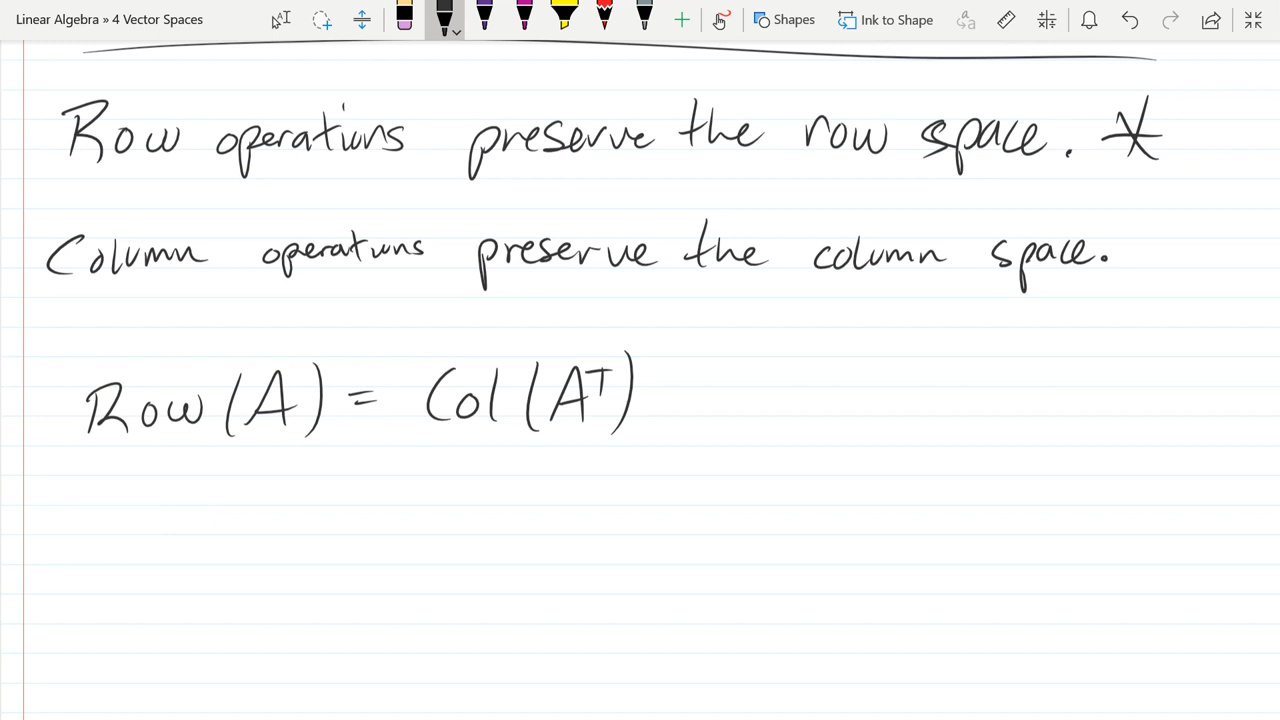 Linear Algebra » 4 Vector Spaces
Shapes
Ink to Shape
Row operations preserve the row space. *
Column operations preserve the column space.
Row(A) = Col(Aᵀ)